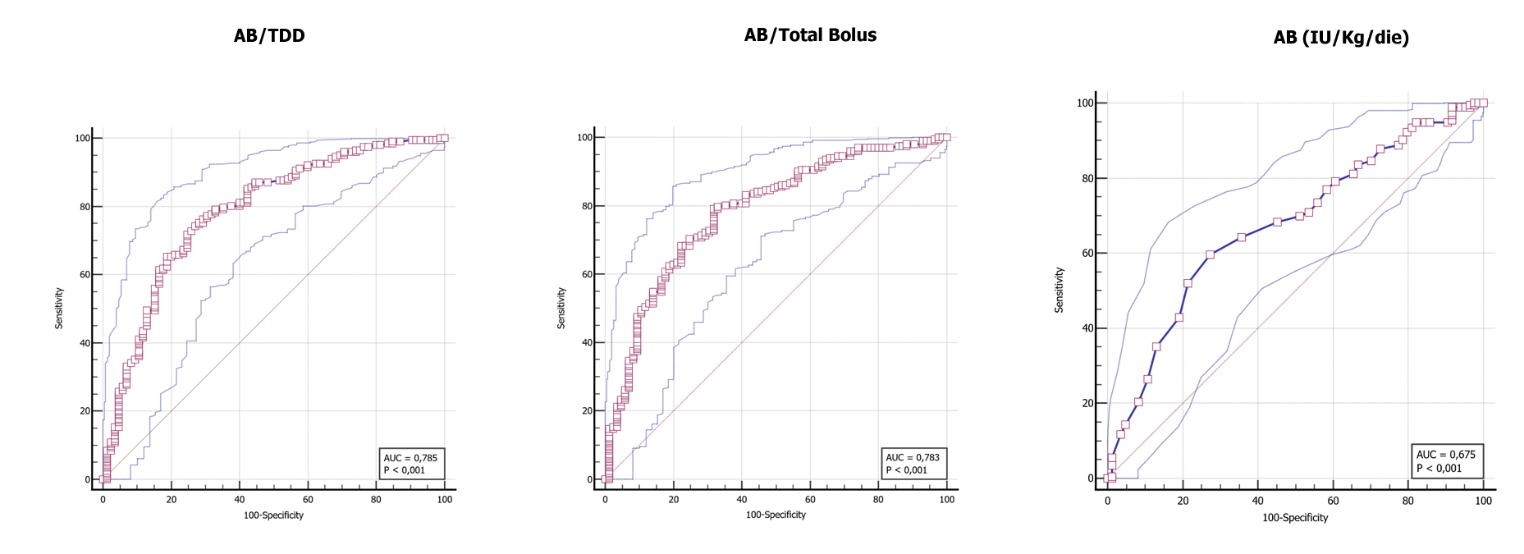 AB/TDD
100
80
60
40
20
0
Sensitivity
AUC = 0,785
P < 0,001
0 20 40 60 80 100
100-Specificity
AB/Total Bolus
100
80
60
40
20
0
Sensitivity
AUC = 0,783
P < 0,001
0 20 40 60 80 100
100-Specificity
AB (IU/Kg/die)
100
80
60
40
20
0
Sensitivity
AUC = 0,675
P < 0,001
0 20 40 60 80 100
100-Specificity